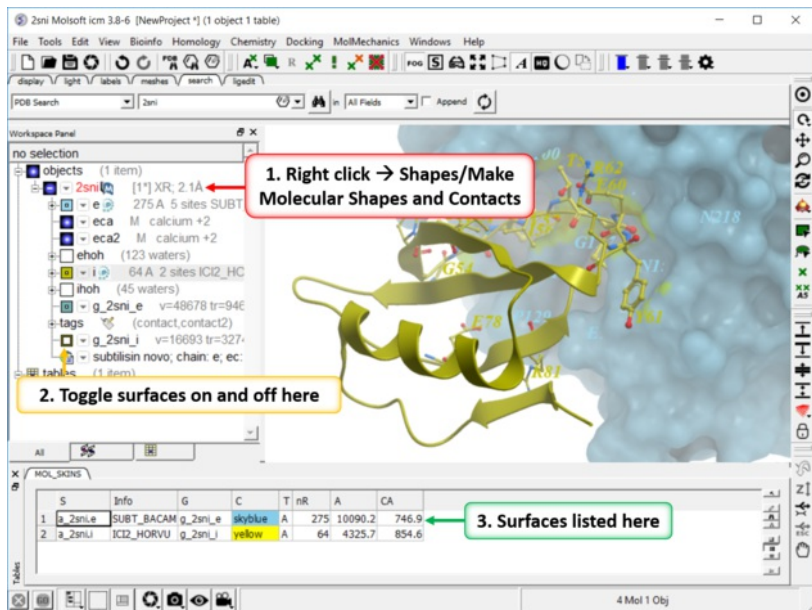 2sni Molsoft icm 3.8-6 [NewProject *] (1 object 1 table)
File Tools Edit View Bioinfo Homology Chemistry Docking MolMechanics Windows Help
FOG S A HQ
display light labels meshes search ligedit
PDB Search 2sni in All Fields Append
Workspace Panel
no selection
objects (1 item)
2sni [1*] XR; 2.1Å
e 275 A 5 sites SUBT
eca M calcium +2
eca2 M calcium +2
ehoh (123 waters)
i 64 A 2 sites ICI2_HC
ihoh (45 waters)
g_2sni_e v=48678 tr=946
tags (contact,contact2)
g_2sni_i v=16693 tr=3274
subtilisin novo; chain: e; ec:
tables (1 item)
1. Right click → Shapes/Make
Molecular Shapes and Contacts
2. Toggle surfaces on and off here
R62
N218
G54
E78
R81
Y61
All
MOL_SKINS
S Info G C T nR A CA
1 a_2sni.e SUBT_BACAM g_2sni_e skyblue A 275 10090.2 746.9
2 a_2sni.i ICI2_HORVU g_2sni_i yellow A 64 4325.7 854.6
3. Surfaces listed here
Tables
4 Mol 1 Obj